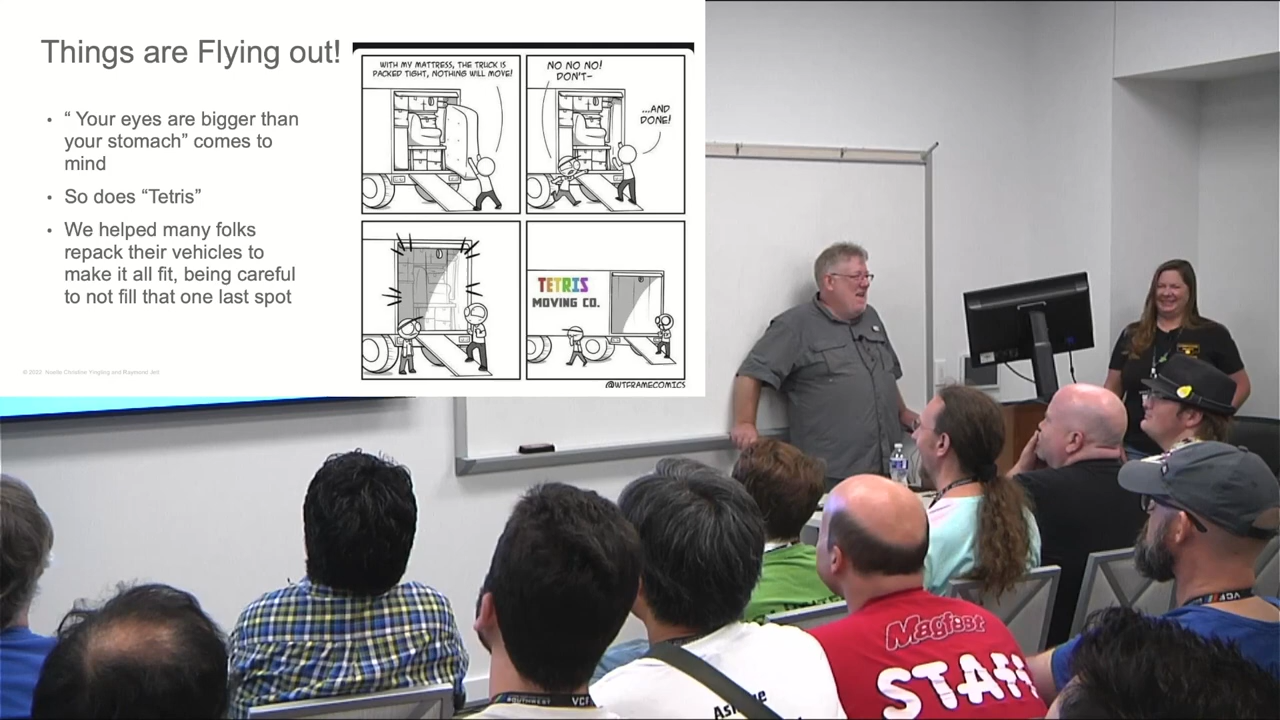 Things are Flying out!
• “ Your eyes are bigger than
your stomach” comes to
mind
• So does “Tetris”
• We helped many folks
repack their vehicles to
make it all fit, being careful
to not fill that one last spot
WITH MY MATTRESS, THE TRUCK IS
PACKED TIGHT, NOTHING WILL MOVE!
NO NO NO!
DON'T-
...AND
DONE!
TETRIS
MOVING CO.
@WTFRAMECOMICS
Magfest
STAFF
VCF